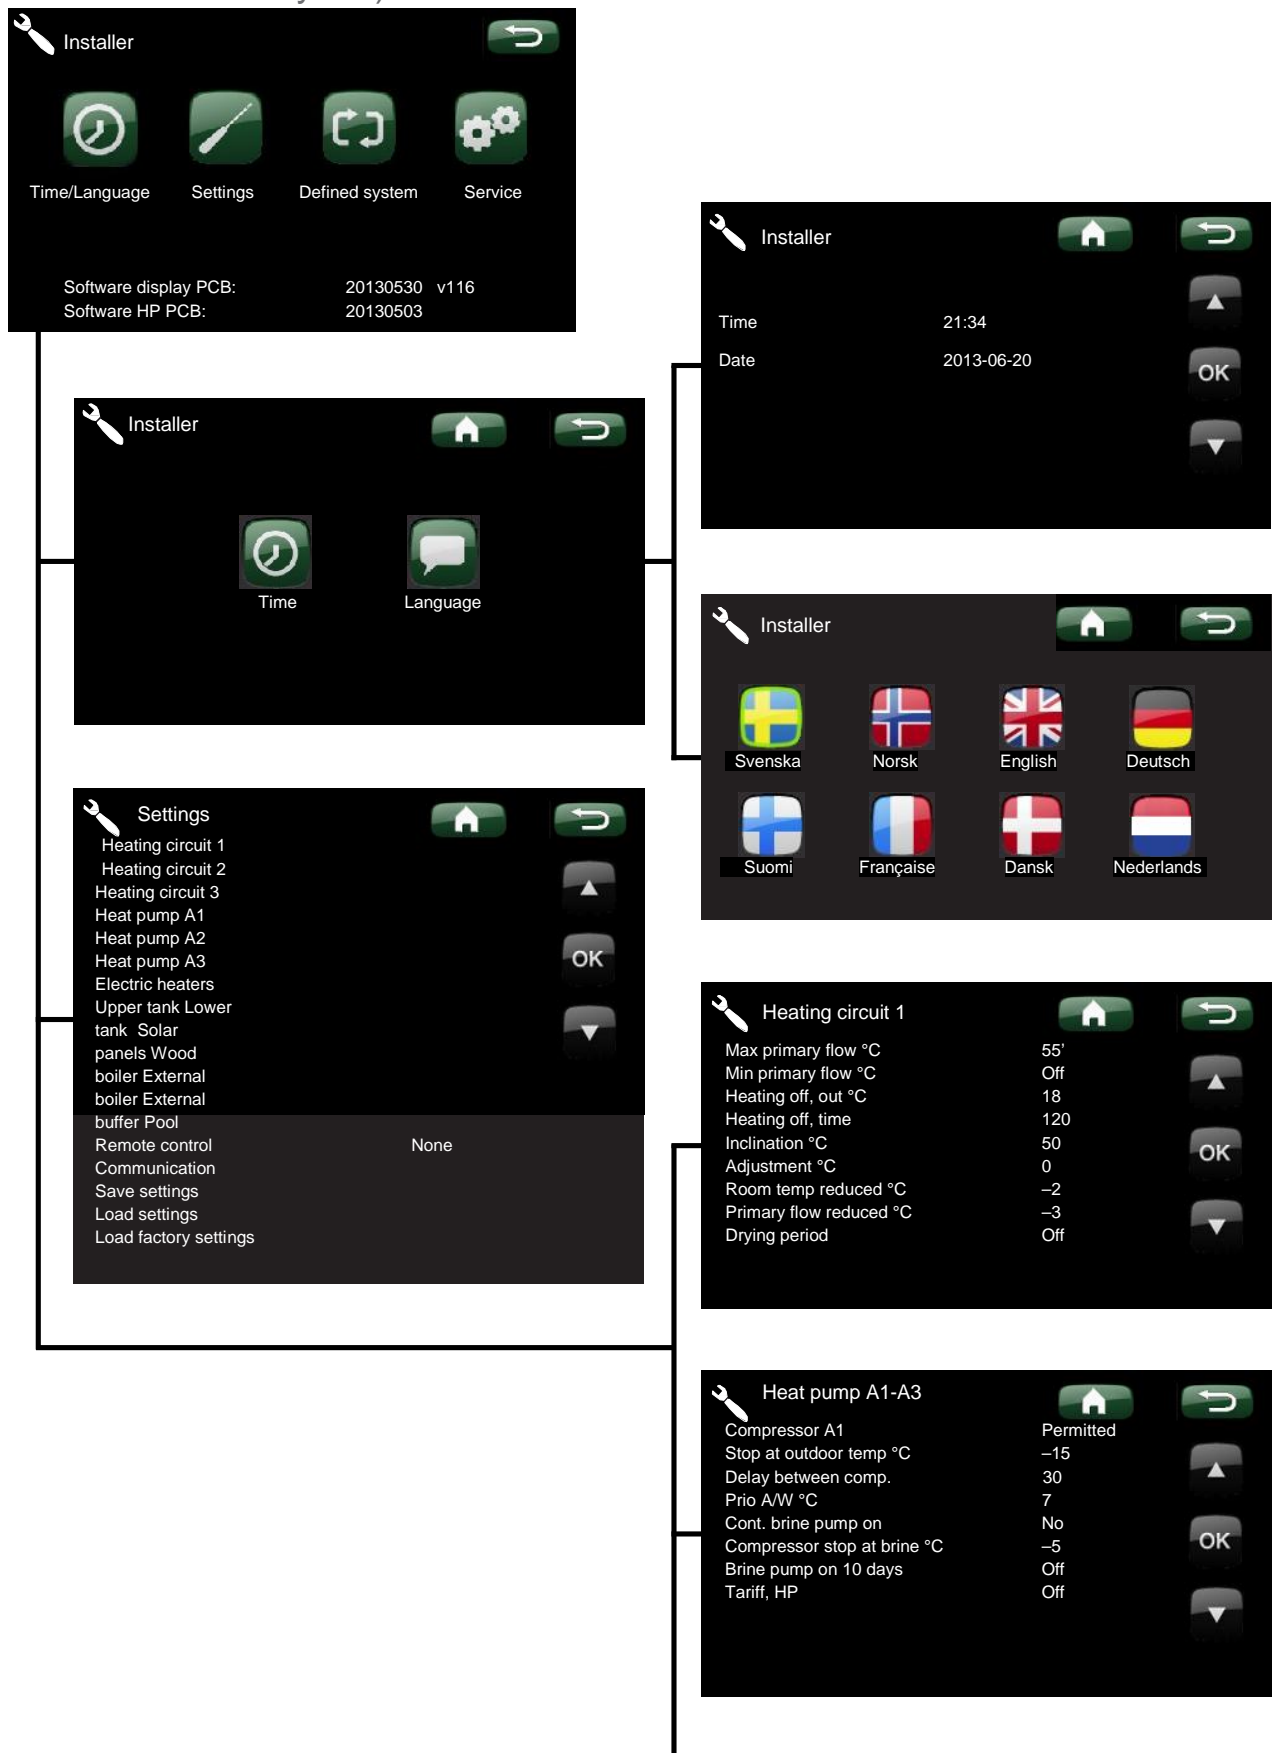 Installer
Time/Language Settings Defined system Service
Software display PCB: 20130530 v116
Software HP PCB: 20130503
Installer
Time 21:34
Date 2013-06-20
OK
Installer
Time Language
Installer
Svenska Norsk English Deutsch
Suomi Française Dansk Nederlands
Settings
Heating circuit 1
Heating circuit 2
Heating circuit 3
Heat pump A1
Heat pump A2
Heat pump A3
Electric heaters
Upper tank Lower
tank Solar
panels Wood
boiler External
boiler External
buffer Pool
Remote control None
Communication
Save settings
Load settings
Load factory settings
OK
Heating circuit 1
Max primary flow °C 55'
Min primary flow °C Off
Heating off, out °C 18
Heating off, time 120
Inclination °C 50
Adjustment °C 0
Room temp reduced °C –2
Primary flow reduced °C –3
Drying period Off
OK
Heat pump A1-A3
Compressor A1 Permitted
Stop at outdoor temp °C –15
Delay between comp. 30
Prio A/W °C 7
Cont. brine pump on No
Compressor stop at brine °C –5
Brine pump on 10 days Off
Tariff, HP Off
OK